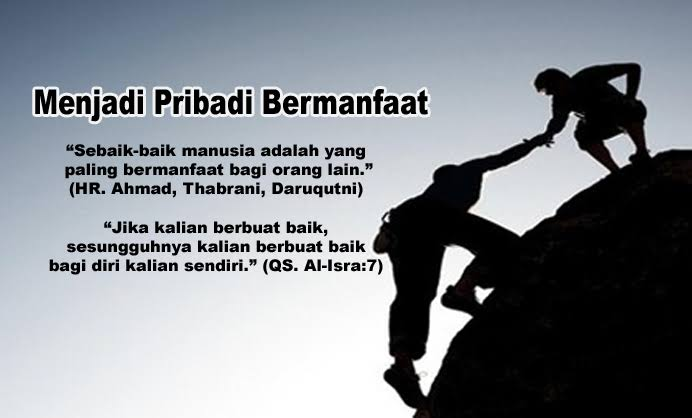 Menjadi Pribadi Bermanfaat
“Sebaik-baik manusia adalah yang
paling bermanfaat bagi orang lain.”
(HR. Ahmad, Thabrani, Daruqutni)
“Jika kalian berbuat baik,
sesungguhnya kalian berbuat baik
bagi diri kalian sendiri.” (QS. Al-Isra:7)